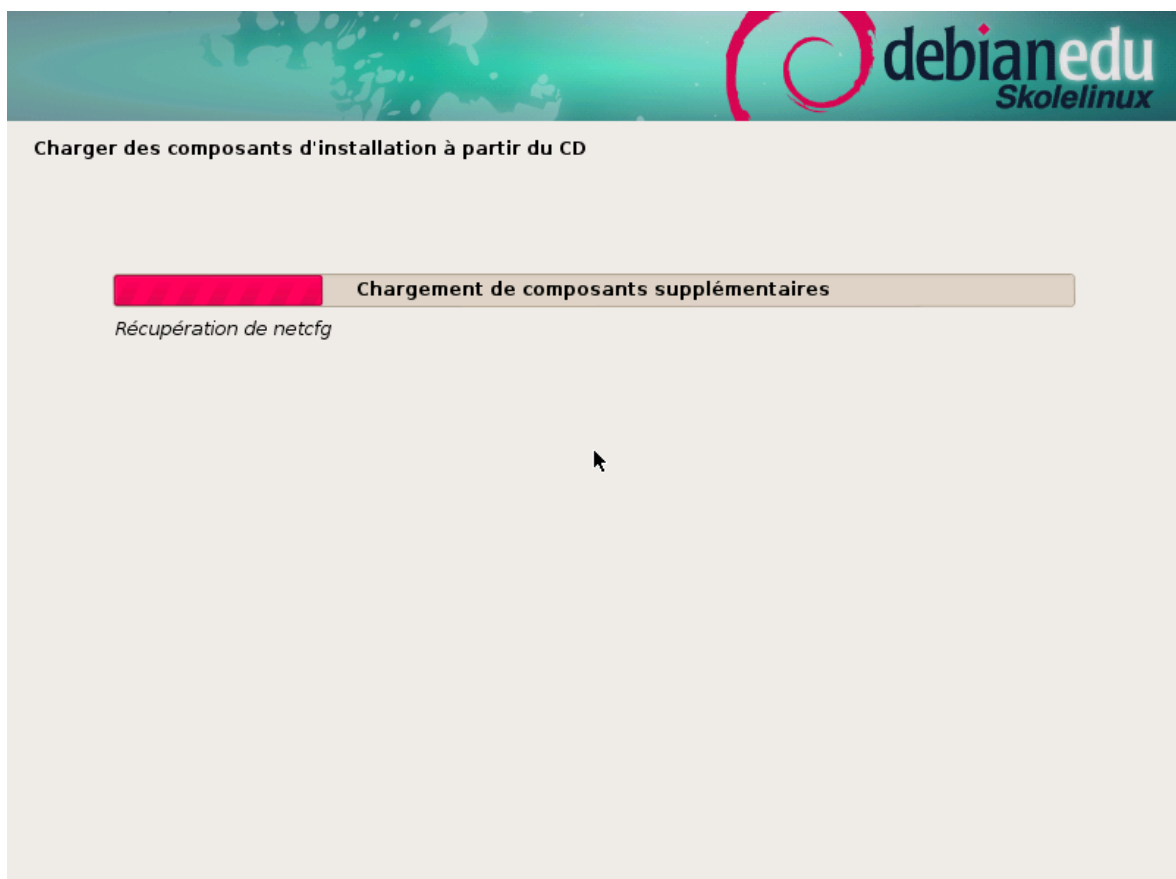 debianedu
Skolelinux
Charger des composants d'installation à partir du CD
Chargement de composants supplémentaires
Récupération de netcfg